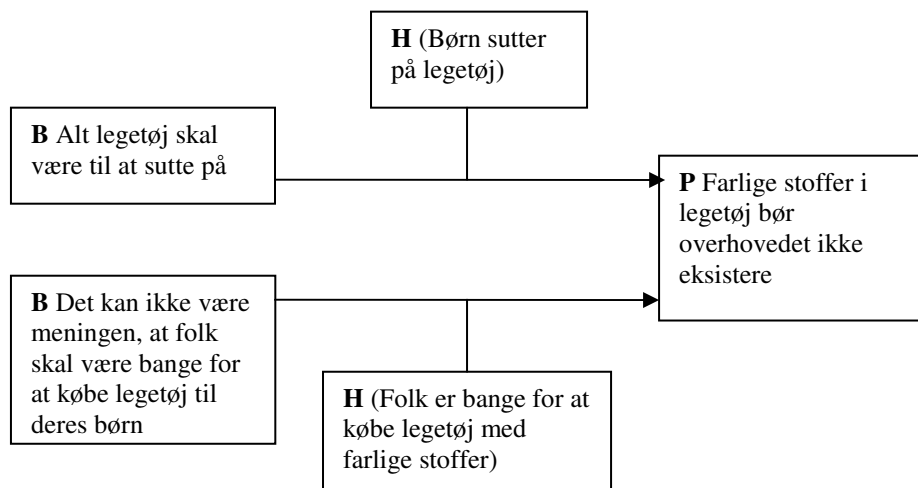 H (Børn sutter
på legetøj)
B Alt legetøj skal
være til at sutte på
P Farlige stoffer i
legetøj bør
overhovedet ikke
eksistere
B Det kan ikke være
meningen, at folk
skal være bange for
at købe legetøj til
deres børn
H (Folk er bange for at
købe legetøj med
farlige stoffer)